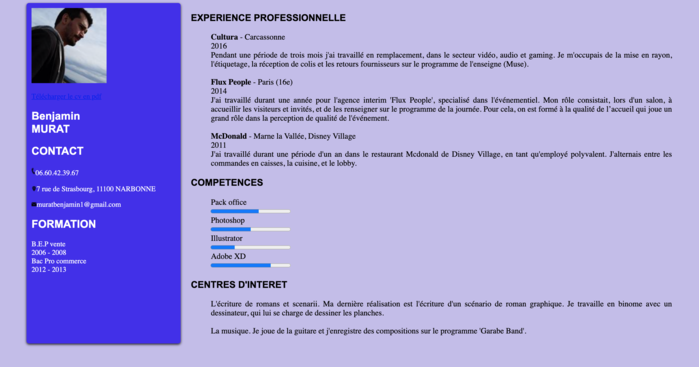 Télécharger le cv en pdf
Benjamin
MURAT
CONTACT
06.60.42.39.67
7 rue de Strasbourg, 11100 NARBONNE
muratbenjamin1@gmail.com
FORMATION
B.E.P vente
2006 - 2008
Bac Pro commerce
2012 - 2013
EXPERIENCE PROFESSIONNELLE
Cultura - Carcassonne
2016
Pendant une période de trois mois j'ai travaillé en remplacement, dans le secteur vidéo, audio et gaming. Je m'occupais de la mise en rayon,
l'étiquetage, la réception de colis et les retours fournisseurs sur le programme de l'enseigne (Muse).
Flux People - Paris (16e)
2014
J'ai travaillé durant une année pour l'agence interim 'Flux People', specialisé dans l'événementiel. Mon rôle consistait, lors d'un salon, à
accueillir les visiteurs et invités, et de les renseigner sur le programme de la journée. Pour cela, on est formé à la qualité de l'accueil qui joue un
grand rôle dans la perception de qualité de l'événement.
McDonald - Marne la Vallée, Disney Village
2011
J'ai travaillé durant une période d'un an dans le restaurant Mcdonald de Disney Village, en tant qu'employé polyvalent. J'alternais entre les
commandes en caisses, la cuisine, et le lobby.
COMPETENCES
Pack office
Photoshop
Illustrator
Adobe XD
CENTRES D'INTERET
L'écriture de romans et scenarii. Ma dernière réalisation est l'écriture d'un scénario de roman graphique. Je travaille en binome avec un
dessinateur, qui lui se charge de dessiner les planches.
La musique. Je joue de la guitare et j'enregistre des compositions sur le programme 'Garabe Band'.